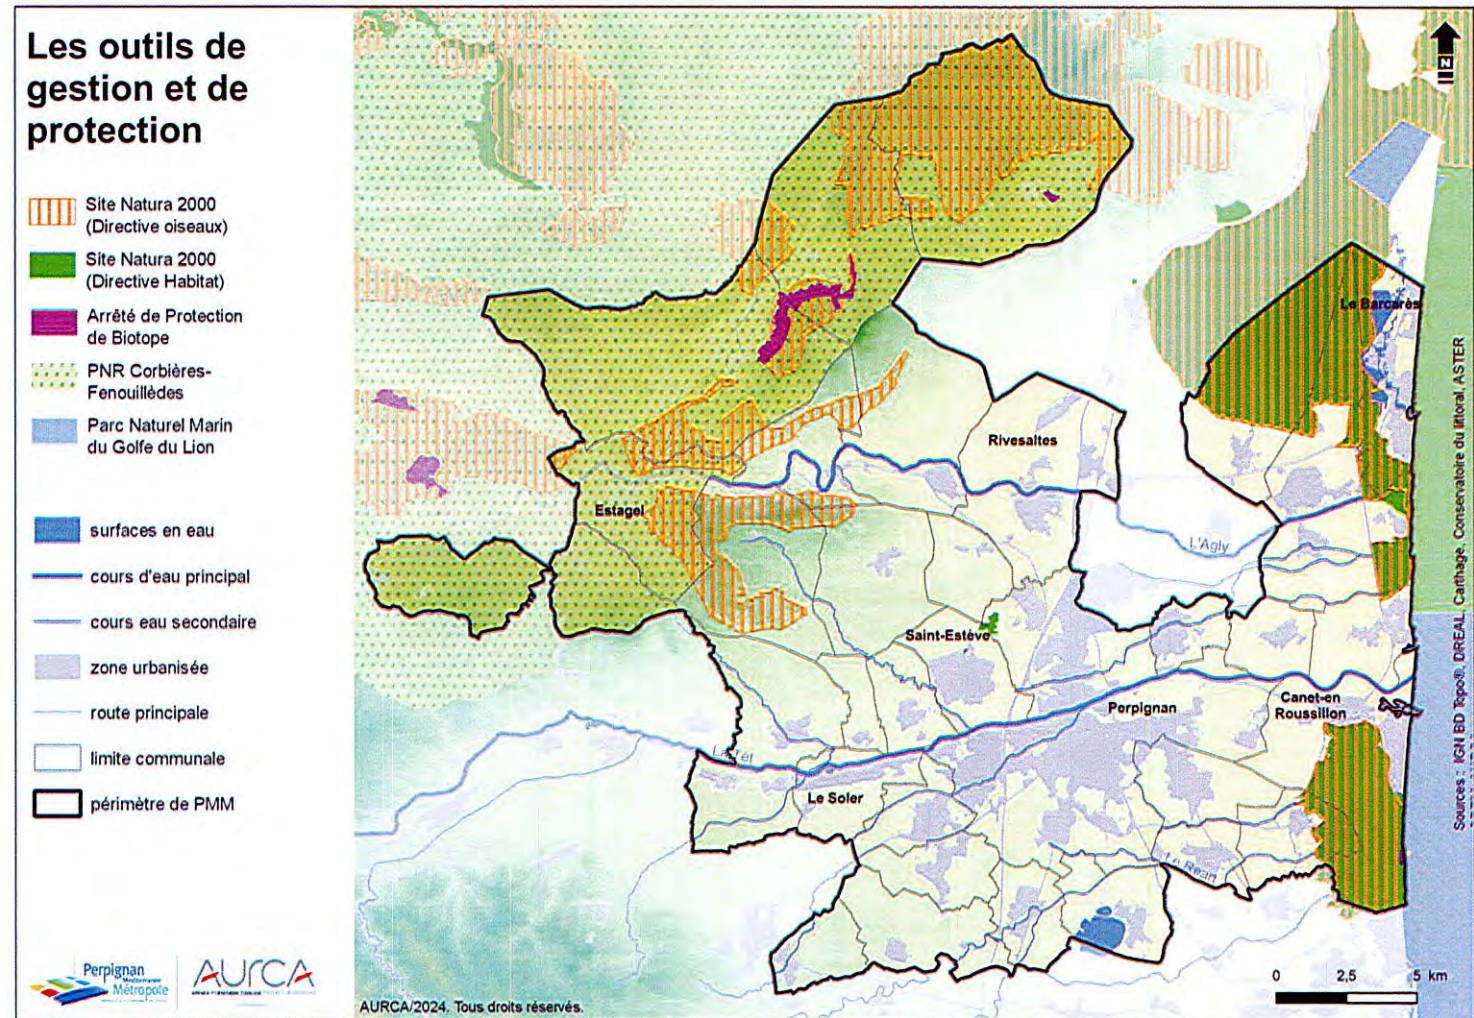 Les outils de
gestion et de
protection
Site Natura 2000
(Directive oiseaux)
Site Natura 2000
(Directive Habitat)
Arrêté de Protection
de Biotope
PNR Corbières-
Fenouillèdes
Parc Naturel Marin
du Golfe du Lion
surfaces en eau
cours d'eau principal
cours eau secondaire
zone urbanisée
route principale
limite communale
périmètre de PMM
Perpignan
Méditerranée
Métropole
AURCA
N
Le Barcarès
Rivesaltes
Estagel
L'Agly
Saint-Estève
Perpignan
Canet-en
Roussillon
La Têt
Le Soler
Le Réart
0 2,5 5 km
AURCA/2024. Tous droits réservés.
Sources : IGN BD Topo®, DREAL, Carthage, Conservatoire du littoral, ASTER